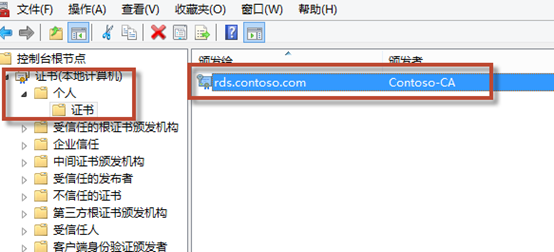 文件(F) 操作(A) 查看(V) 收藏夹(O) 窗口(W) 帮助(H)
控制台根节点
颁发给 颁发者
证书(本地计算机)
rds.contoso.com Contoso-CA
个人
证书
受信任的根证书颁发机构
企业信任
中间证书颁发机构
受信任的发布者
不信任的证书
第三方根证书颁发机构
受信任人
客户端身份验证颁发者